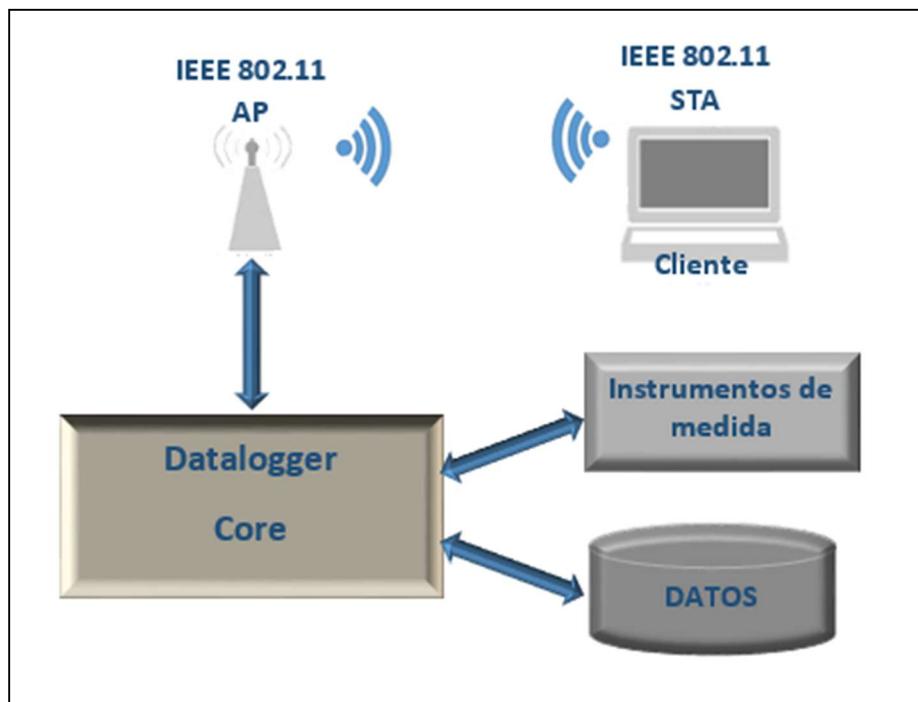 IEEE 802.11
AP
IEEE 802.11
STA
Cliente
Instrumentos de
medida
Datalogger
Core
DATOS